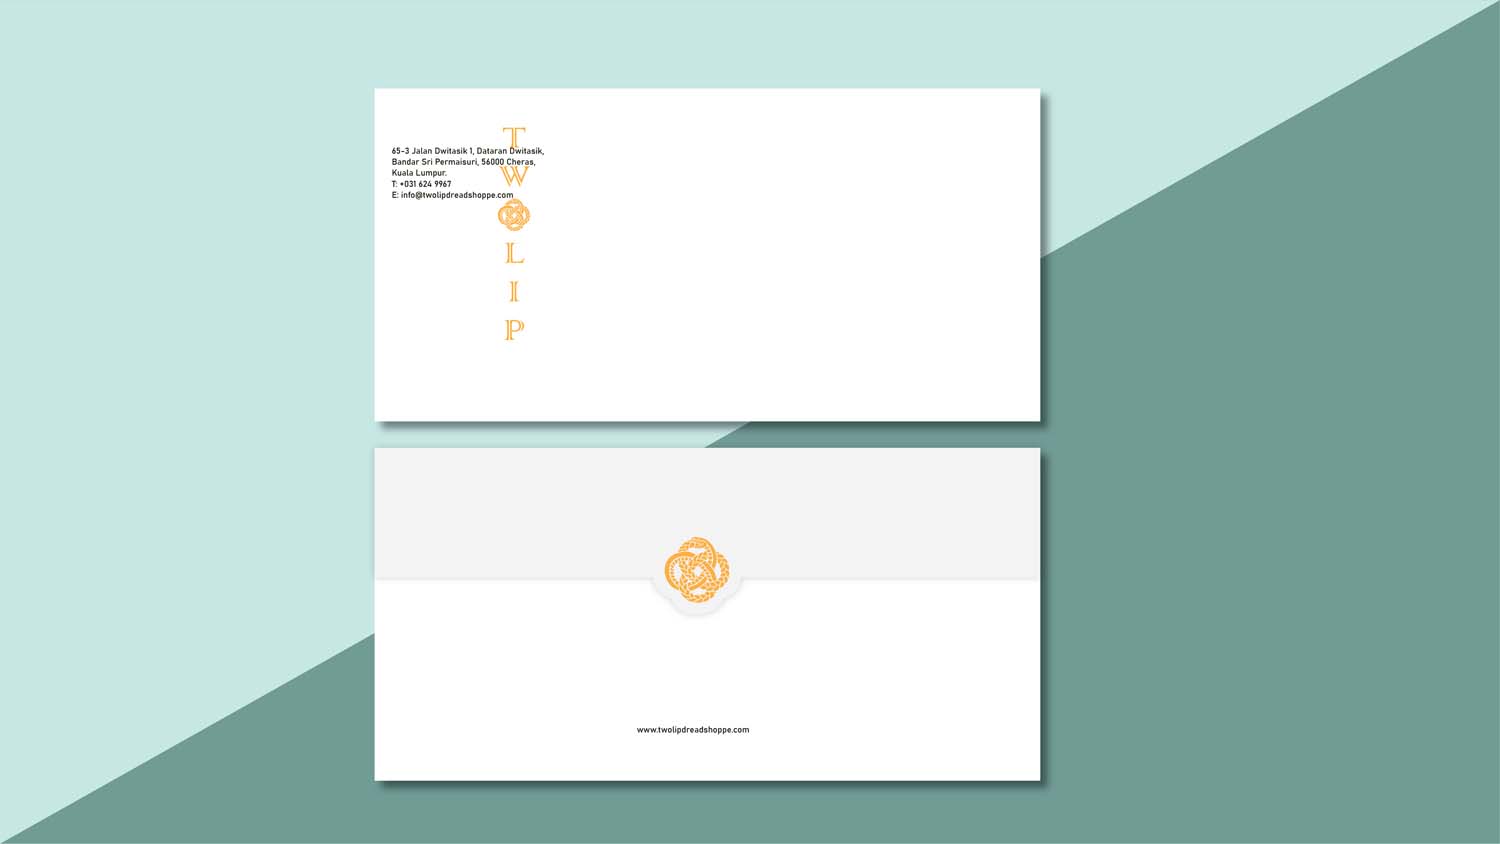 T
W
L
I
P
65-3 Jalan Dwitasik 1, Dataran Dwitasik,
Bandar Sri Permaisuri, 56000 Cheras,
Kuala Lumpur.
T: +031 624 9967
E: info@twolipdreadshoppe.com
www.twolipdreadshoppe.com